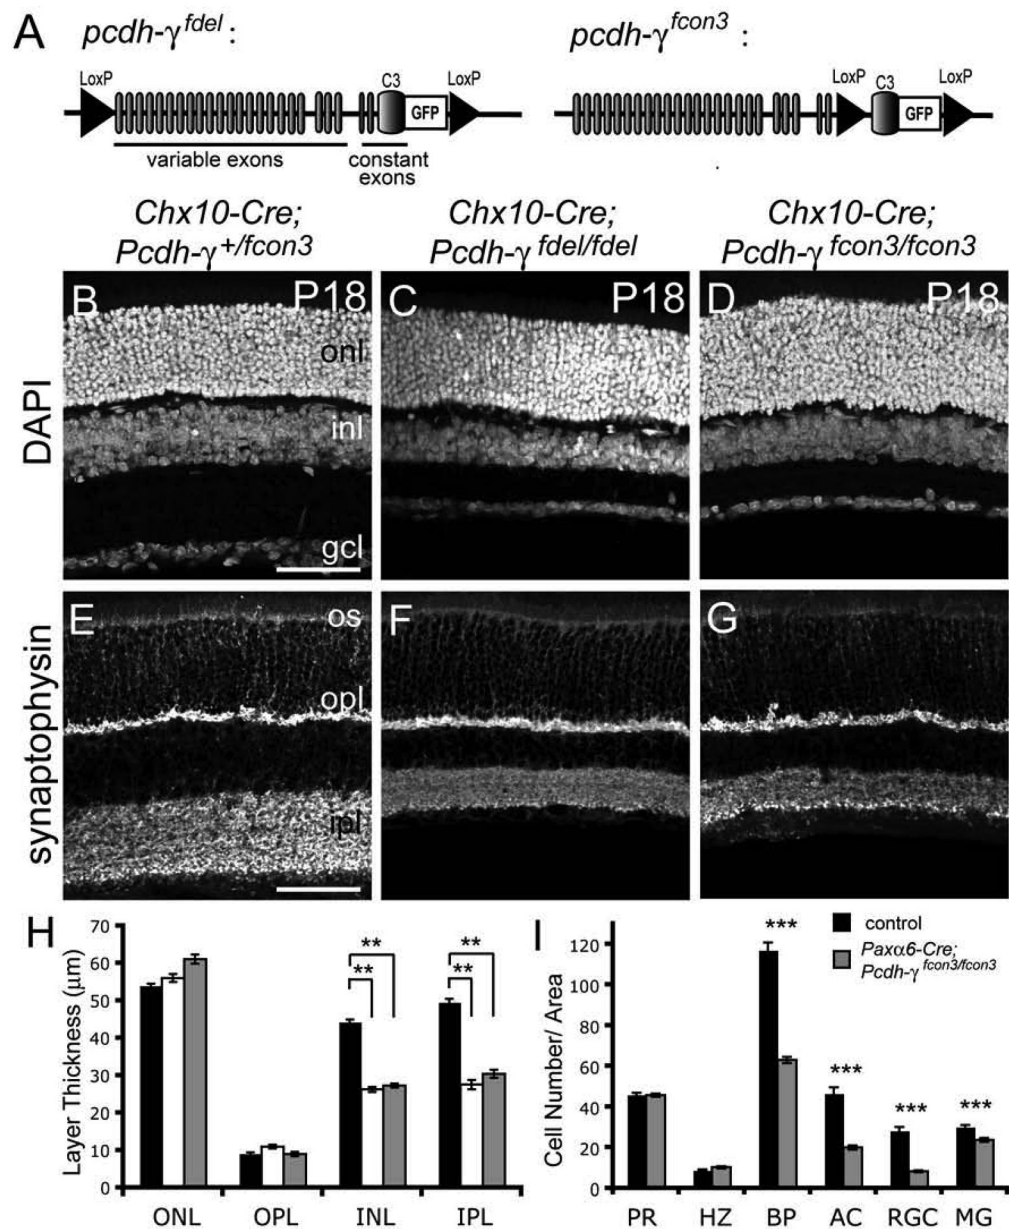 A pcdh-γ fdel : pcdh-γ fcon3 :
LoxP C3 LoxP LoxP C3 LoxP
GFP GFP
variable exons constant exons
Chx10-Cre; Pcdh-γ +/fcon3
Chx10-Cre; Pcdh-γ fdel/fdel
Chx10-Cre; Pcdh-γ fcon3/fcon3
DAPI
B P18 C P18 D P18
onl
inl
gcl
synaptophysin
E os F G
opl
ipl
H
Layer Thickness (μm)
70
60
50
40
30
20
10
0
** ** ** **
ONL OPL INL IPL
I
control
Paxα6-Cre; Pcdh-γ fcon3/fcon3
Cell Number/ Area
120
100
80
60
40
20
0
*** *** *** ***
PR HZ BP AC RGC MG